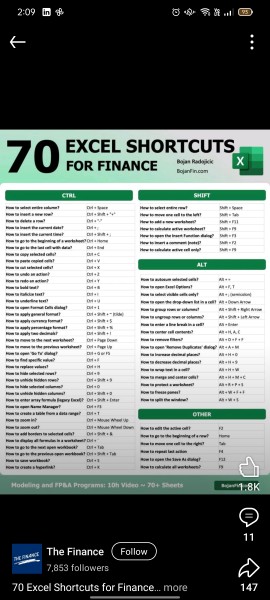 2:09
93
70 EXCEL SHORTCUTS
FOR FINANCE
Bojan Radojicic
BojanFin.com
CTRL
How to select entire column? Ctrl + Space
How to insert a new row? Ctrl + Shift + "+"
How to delete a row? Ctrl + "-"
How to insert the current date? Ctrl + ;
How to insert the current time? Ctrl + Shift + ;
How to go to the beginning of a worksheet? Ctrl + Home
How to go to the last cell with data? Ctrl + End
How to copy selected cells? Ctrl + C
How to paste copied cells? Ctrl + V
How to cut selected cells? Ctrl + X
How to undo an action? Ctrl + Z
How to redo an action? Ctrl + Y
How to bold text? Ctrl + B
How to italicize text? Ctrl + I
How to underline text? Ctrl + U
How to open Format Cells dialog? Ctrl + 1
How to apply general format?
How to apply currency format? Ctrl + Shift + $
How to apply percentage format? Ctrl + Shift + %
How to apply two decimals? Ctrl + Shift + !
How to move to the next worksheet? Ctrl + Page Down
How to move to the previous worksheet? Ctrl + Page Up
How to open 'Go To' dialog? Ctrl + G or F5
How to find specific text? Ctrl + F
How to replace values? Ctrl + H
How to hide selected rows? Ctrl + 9
How to unhide hidden rows? Ctrl + Shift + 9
How to hide selected columns? Ctrl + 0
How to unhide hidden columns? Ctrl + Shift + 0
How to enter array formula (legacy Excel)? Ctrl + Shift + Enter
How to open Name Manager? Ctrl + F3
How to create a table from a data range? Ctrl + T
How to zoom in? Ctrl + Mouse Wheel Up
How to zoom out? Ctrl + Mouse Wheel Down
How to add borders to selected cells? Ctrl + Shift + &
How to display all formulas in a worksheet? Ctrl +
How to go to the next open workbook? Ctrl + Tab
How to go to the previous open workbook? Ctrl + Shift + Tab
How to save workbook? Ctrl + S
How to create a hyperlink? Ctrl + K
SHIFT
How to select entire row? Shift + Space
How to move one cell to the left? Shift + Tab
How to add a new worksheet? Shift + F11
How to calculate active worksheet? Shift + F9
How to open the Insert Function dialog? Shift + F3
How to insert a comment (note)? Shift + F2
How to calculate active cell only? Shift + F9
ALT
How to autosum selected cells? Alt + =
How to open Excel Options? Alt + F, T
How to select visible cells only? Alt + ; (semicolon)
How to open the drop down list in a cell? Alt + Down Arrow
How to group rows or columns? Alt + Shift + Right Arrow
How to ungroup rows or columns? Alt + Shift + Left Arrow
How to enter a line break in a cell? Alt + Enter
How to center cell contents? Alt + H, A, C
How to remove filters? Alt + D + F + F
How to open 'Remove Duplicates' dialog? Alt + A + M
How to increase decimal places? Alt + H + 0
How to decrease decimal places? Alt + H + 9
How to wrap text in a cell? Alt + H + W
How to merge and center cells? Alt + H + M + C
How to protect a worksheet? Alt + R + P + S
How to freeze panes? Alt + W + F + F
How to split the window? Alt + W + S
OTHER
How to edit the active cell? F2
How to go to the beginning of a row? Home
How to move one cell to the right? Tab
How to repeat last action F4
How to open the Save As dialog? F12
How to calculate all worksheets? F9
Modeling and FP&A Programs: 10h Video -> 70+ Sheets
1.8K
11
THE FINANCE
The Finance
Follow
7,853 followers
70 Excel Shortcuts for Finance... more
147